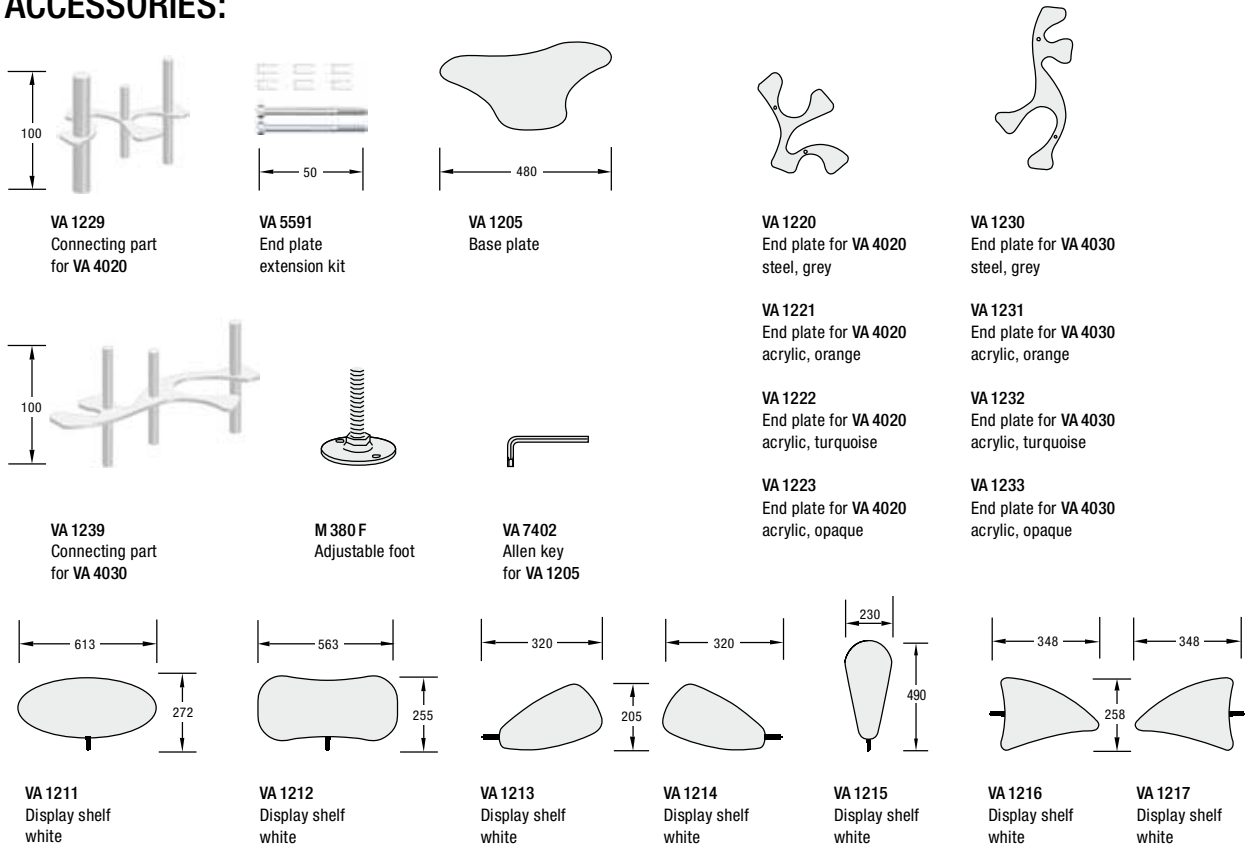 ACCESSORIES:
100
50
480
VA 1229
Connecting part
for VA 4020
VA 5591
End plate
extension kit
VA 1205
Base plate
VA 1220
End plate for VA 4020
steel, grey
VA 1230
End plate for VA 4030
steel, grey
VA 1221
End plate for VA 4020
acrylic, orange
VA 1231
End plate for VA 4030
acrylic, orange
100
VA 1222
End plate for VA 4020
acrylic, turquoise
VA 1232
End plate for VA 4030
acrylic, turquoise
VA 1223
End plate for VA 4020
acrylic, opaque
VA 1233
End plate for VA 4030
acrylic, opaque
VA 1239
Connecting part
for VA 4030
M 380 F
Adjustable foot
VA 7402
Allen key
for VA 1205
613
272
563
255
320
205
320
230
490
348
258
348
VA 1211
Display shelf
white
VA 1212
Display shelf
white
VA 1213
Display shelf
white
VA 1214
Display shelf
white
VA 1215
Display shelf
white
VA 1216
Display shelf
white
VA 1217
Display shelf
white